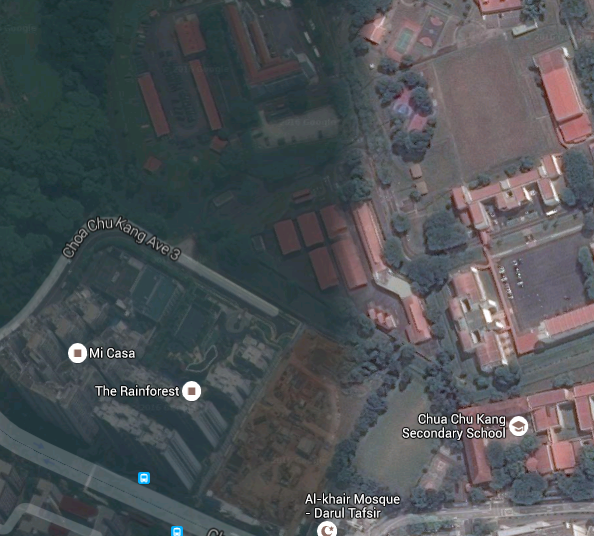 Choa Chu Kang Ave 3
Mi Casa
The Rainforest
Chua Chu Kang
Secondary School
Al-khair Mosque
- Darul Tafsir